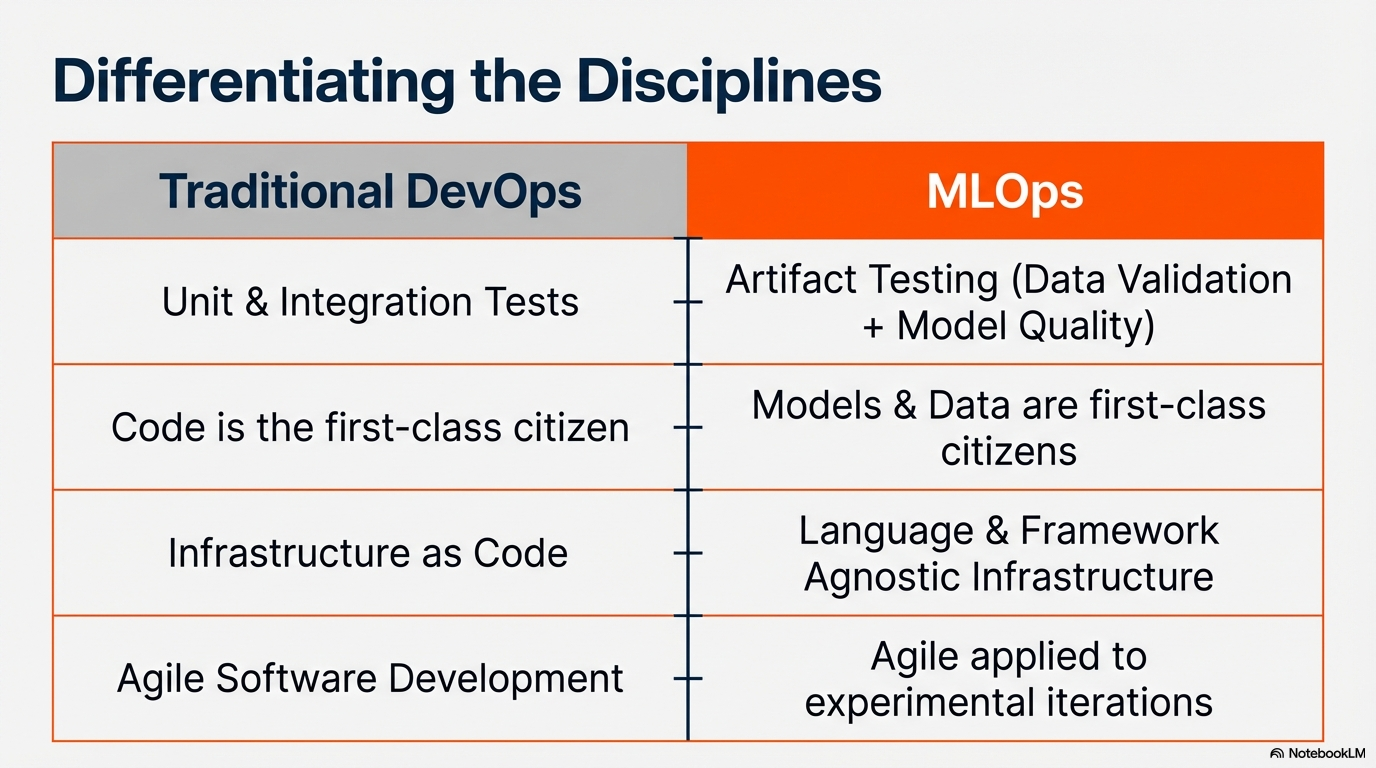 Differentiating the Disciplines
Traditional DevOps
MLOps
Unit & Integration Tests
Artifact Testing (Data Validation
+ Model Quality)
Code is the first-class citizen
Models & Data are first-class
citizens
Infrastructure as Code
Language & Framework
Agnostic Infrastructure
Agile Software Development
Agile applied to
experimental iterations
NotebookLM